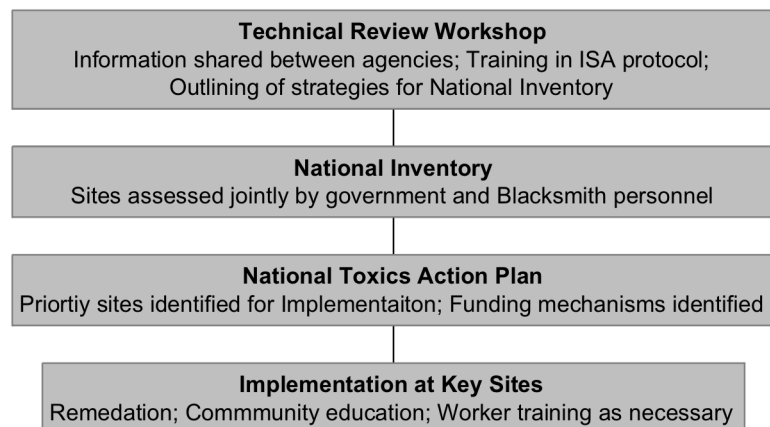 Technical Review Workshop
Information shared between agencies; Training in ISA protocol;
Outlining of strategies for National Inventory
National Inventory
Sites assessed jointly by government and Blacksmith personnel
National Toxics Action Plan
Priortiy sites identified for Implementaiton; Funding mechanisms identified
Implementation at Key Sites
Remedation; Commmunity education; Worker training as necessary